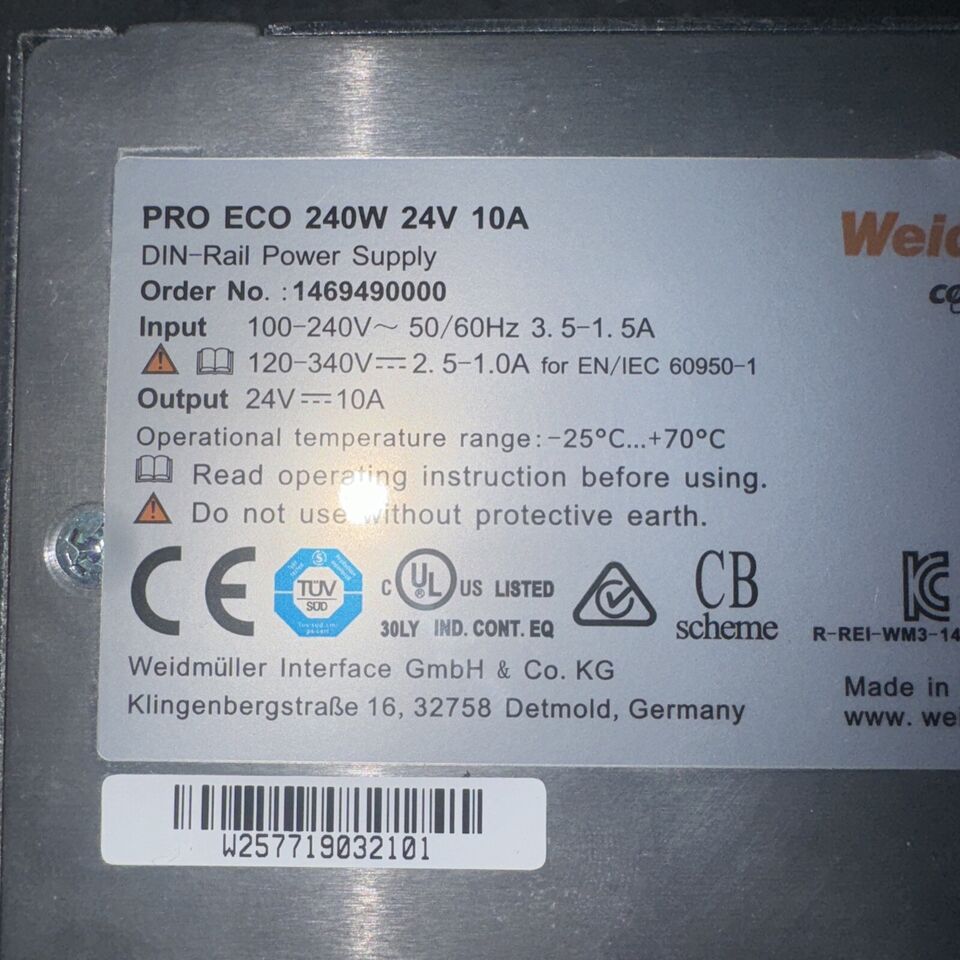 PRO ECO 240W 24V 10A
DIN-Rail Power Supply
Order No. :1469490000
Input 100-240V~ 50/60Hz 3.5-1.5A
120-340V⎓2.5-1.0A for EN/IEC 60950-1
Output 24V⎓10A
Operational temperature range:-25°C...+70°C
Read operating instruction before using.
Do not use without protective earth.
Weid
CE
TÜV
SÜD
C UL® US LISTED
30LY IND. CONT. EQ
CB
scheme
R-REI-WM3-14
Weidmüller Interface GmbH & Co. KG
Klingenbergstraße 16, 32758 Detmold, Germany
Made in
www.wei
W257719032101